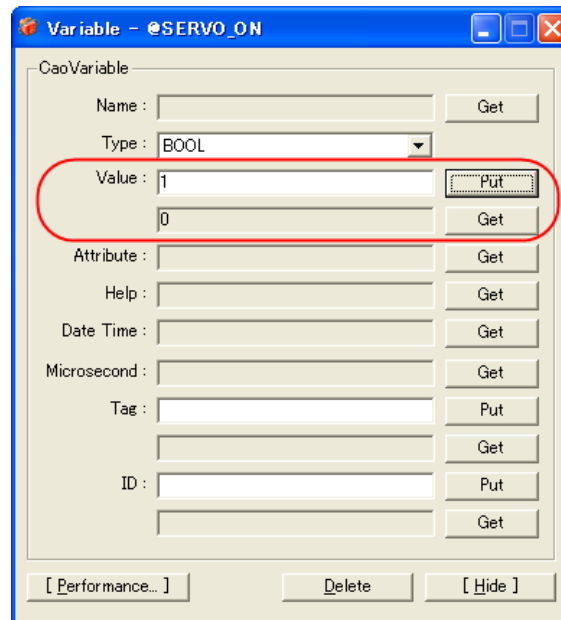 Variable - @SERVO_ON
CaoVariable
Name : Get
Type : BOOL
Value : 1 Put
0 Get
Attribute : Get
Help : Get
Date Time : Get
Microsecond : Get
Tag : Put
Get
ID : Put
Get
[ Performance... ] Delete [ Hide ]